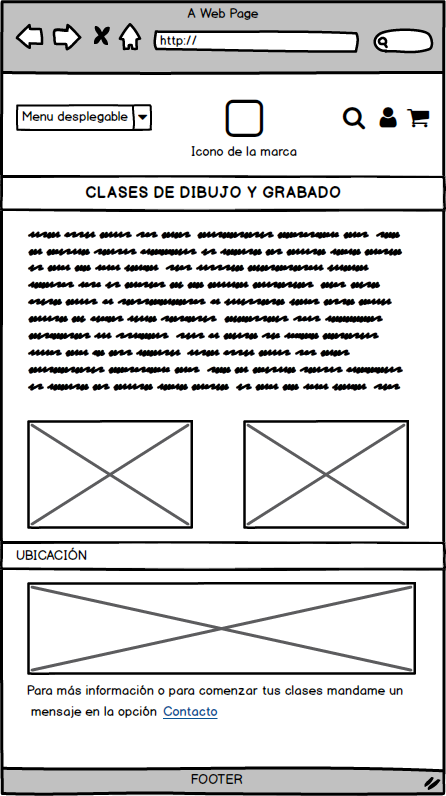 A Web Page
http://
Menu desplegable
Icono de la marca
CLASES DE DIBUJO Y GRABADO
UBICACIÓN
Para más información o para comenzar tus clases mandame un
mensaje en la opción Contacto
FOOTER